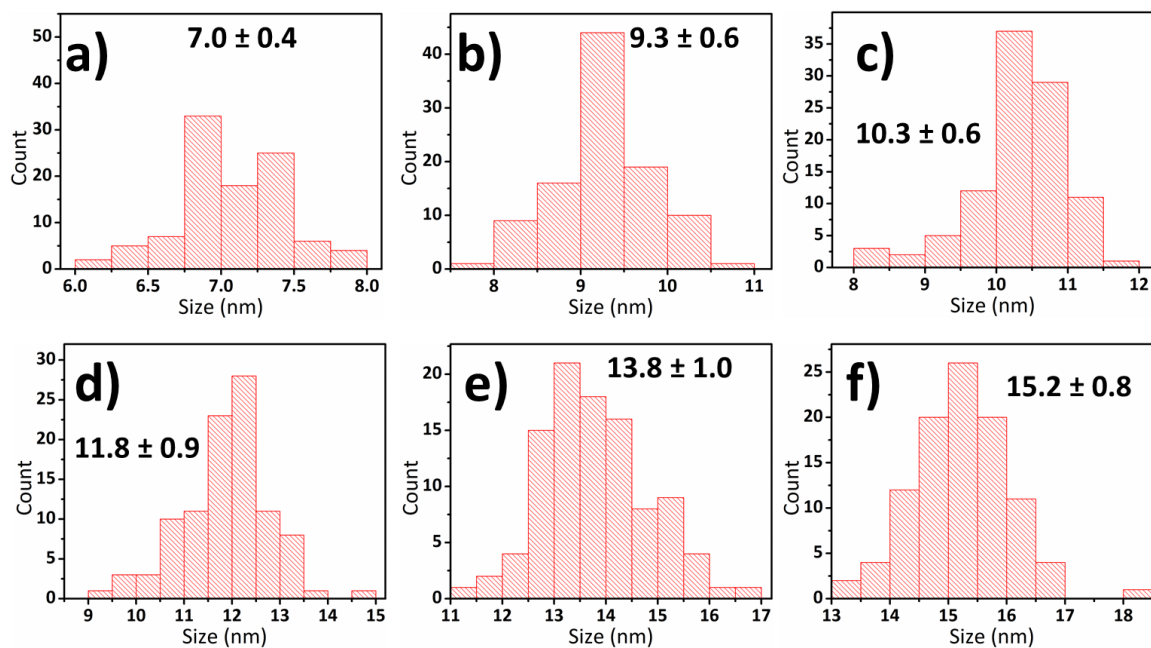 a)
7.0 ± 0.4
50
40
30
20
10
0
Count
6.0 6.5 7.0 7.5 8.0
Size (nm)
b)
9.3 ± 0.6
40
30
20
10
0
Count
8 9 10 11
Size (nm)
c)
10.3 ± 0.6
35
30
25
20
15
10
5
0
Count
8 9 10 11 12
Size (nm)
d)
11.8 ± 0.9
30
25
20
15
10
5
0
Count
9 10 11 12 13 14 15
Size (nm)
e)
13.8 ± 1.0
20
15
10
5
0
Count
11 12 13 14 15 16 17
Size (nm)
f)
15.2 ± 0.8
25
20
15
10
5
0
Count
13 14 15 16 17 18
Size (nm)